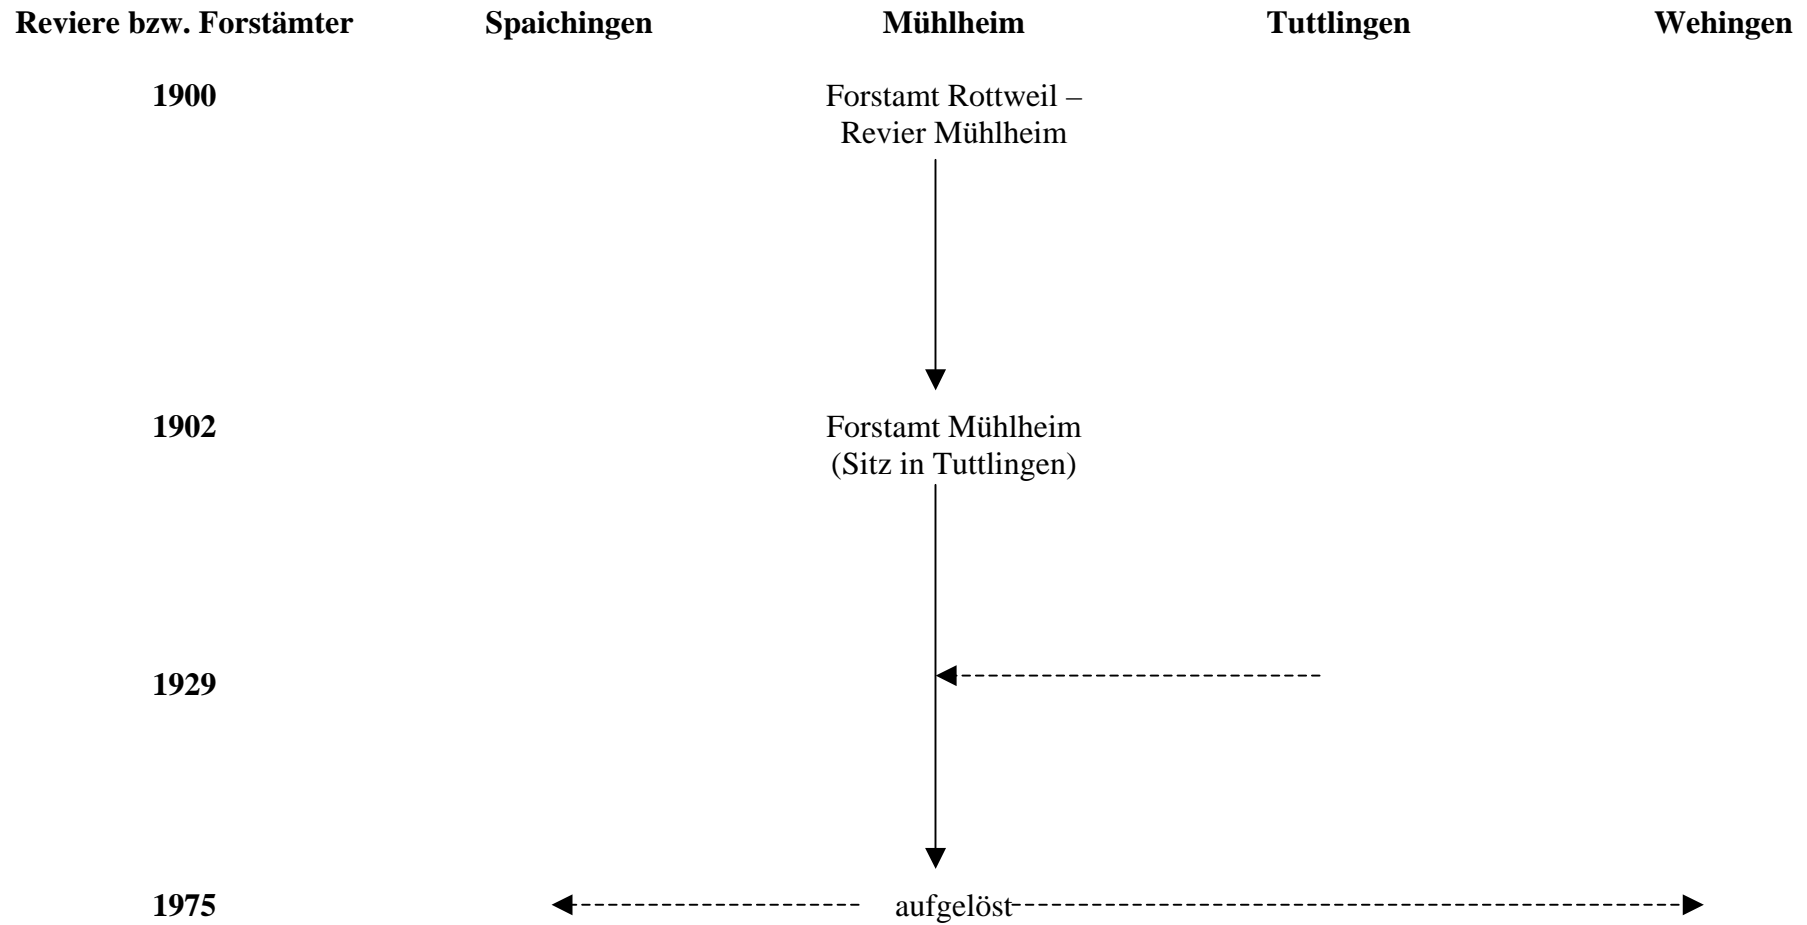 Reviere bzw. Forstämter Spaichingen Mühlheim Tuttlingen Wehingen
1900 Forstamt Rottweil –
Revier Mühlheim
1902 Forstamt Mühlheim
(Sitz in Tuttlingen)
1929
1975 aufgelöst